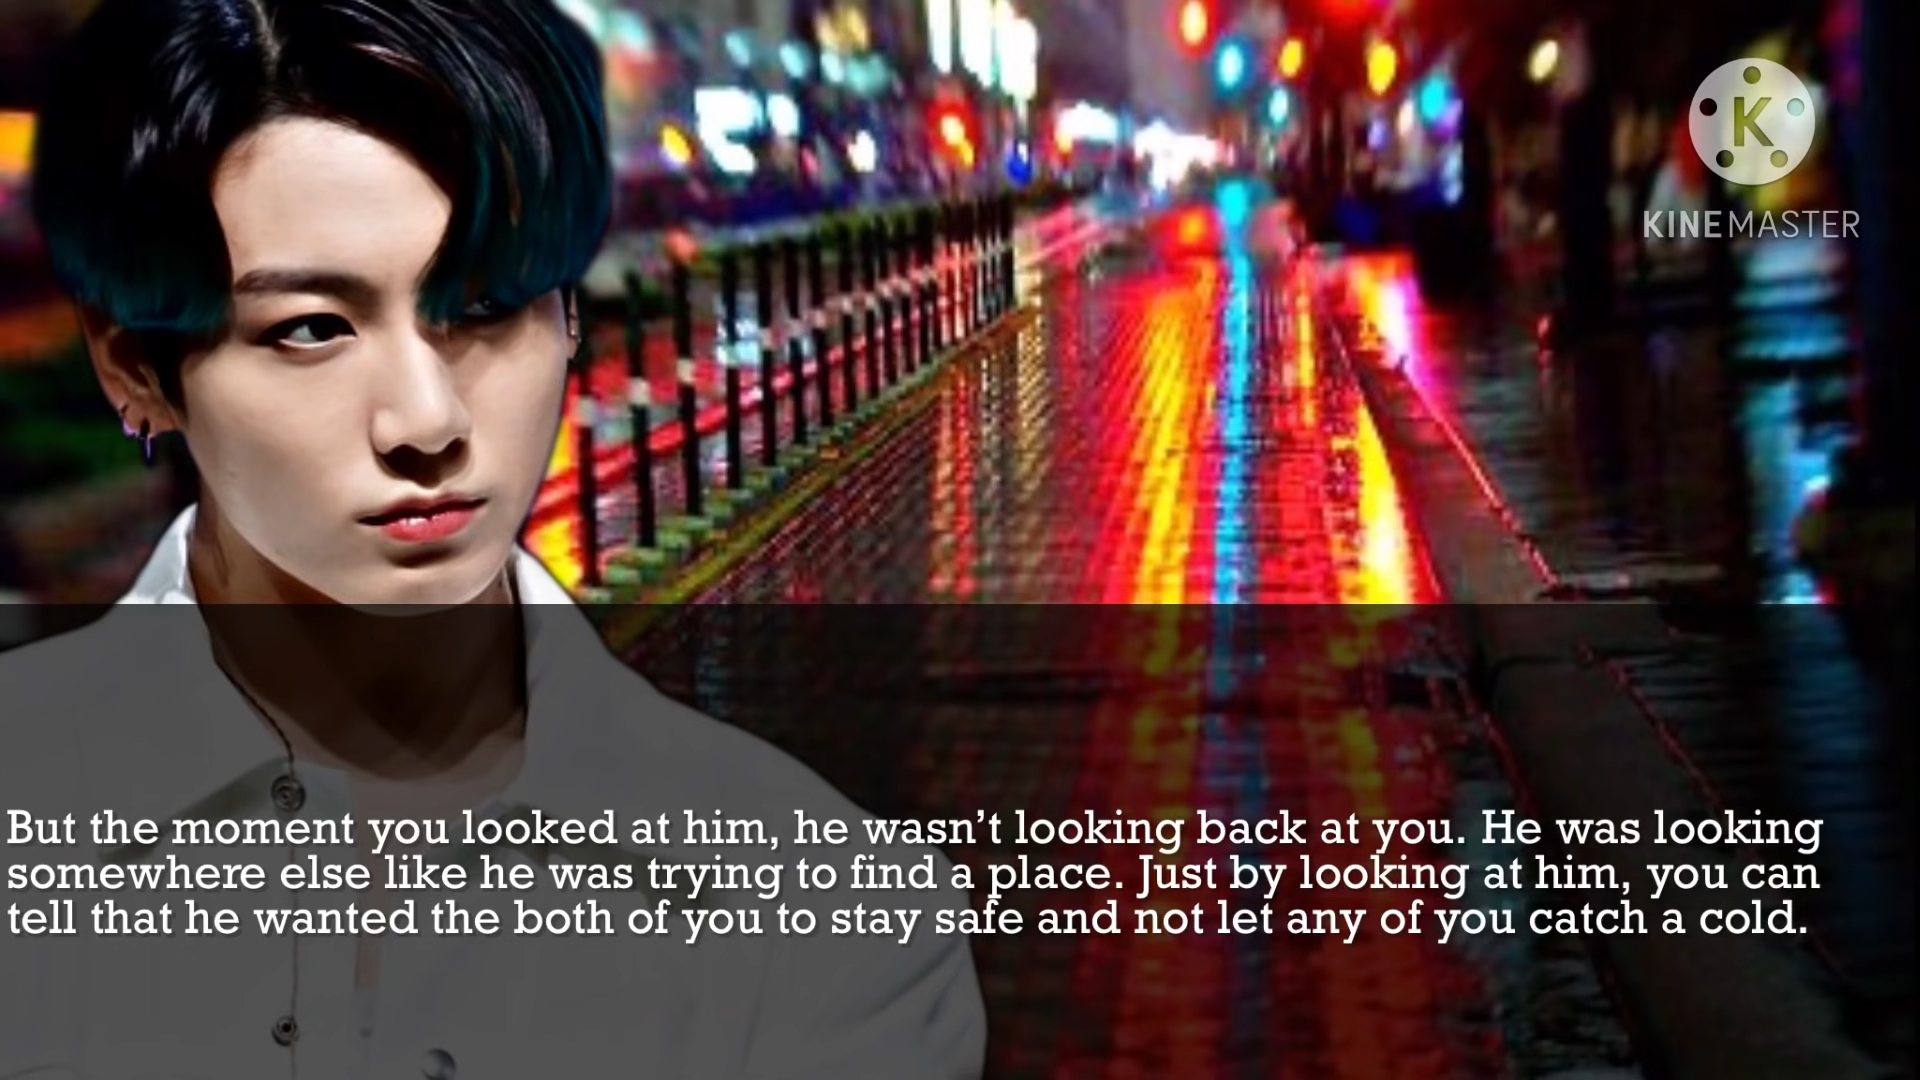 KINEMASTER
But the moment you looked at him, he wasn’t looking back at you. He was looking
somewhere else like he was trying to find a place. Just by looking at him, you can
tell that he wanted the both of you to stay safe and not let any of you catch a cold.